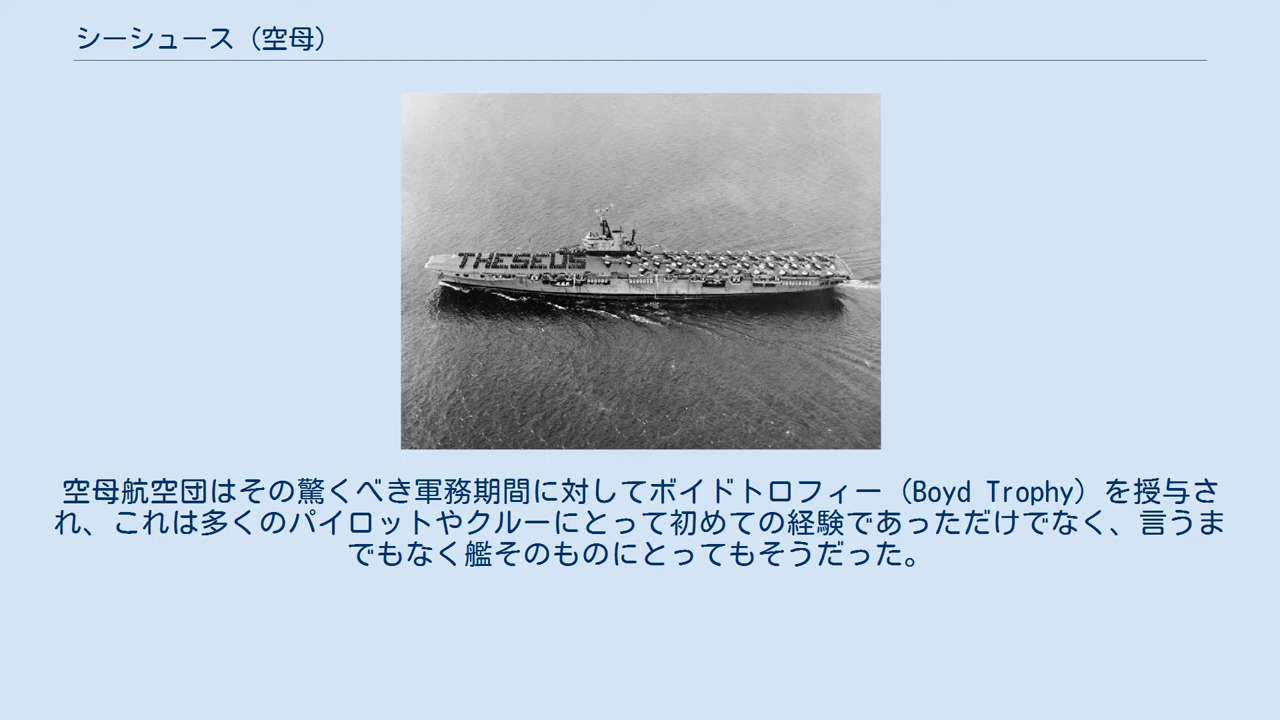 シーシュース（空母）
THESEUS
空母航空団はその驚くべき軍務期間に対してボイドトロフィー（Boyd Trophy）を授与さ
れ、これは多くのパイロットやクルーにとって初めての経験であっただけでなく、言うま
でもなく艦そのものにとってもそうだった。